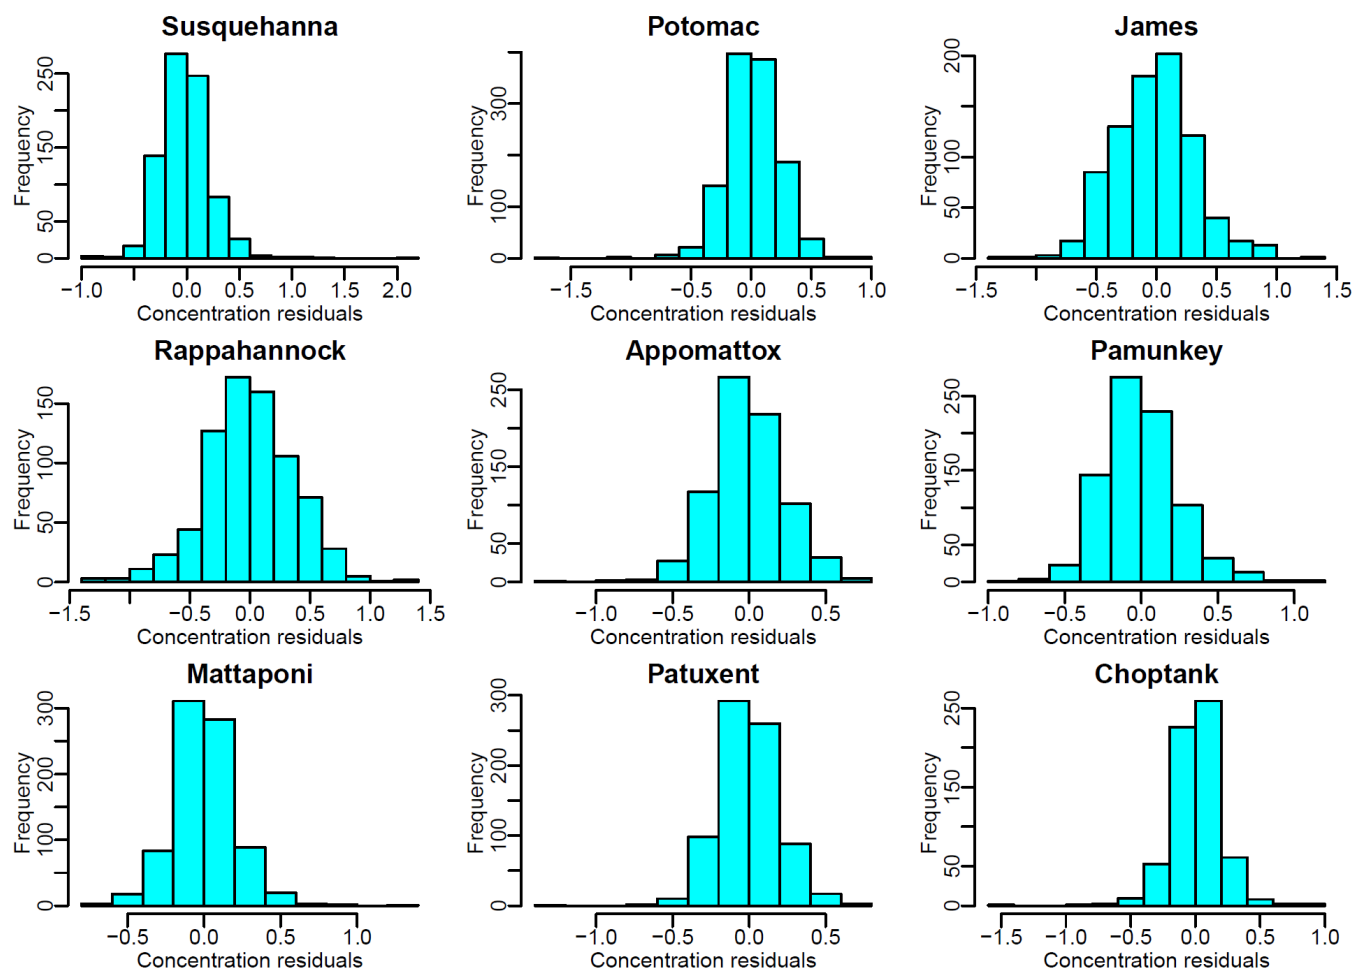 Susquehanna
Frequency
0
50
150
250
−1.0 0.0 0.5 1.0 2.0
Concentration residuals
Potomac
Frequency
0
100
300
−1.5 −0.5 0.0 0.5 1.0
Concentration residuals
James
Frequency
0
50
100
200
−1.5 −0.5 0.0 0.5 1.0 1.5
Concentration residuals
Rappahannock
Frequency
0
50
100
150
−1.5 −0.5 0.0 0.5 1.0 1.5
Concentration residuals
Appomattox
Frequency
0
50
150
250
−1.0 −0.5 0.0 0.5
Concentration residuals
Pamunkey
Frequency
0
50
150
250
−1.0 −0.5 0.0 0.5 1.0
Concentration residuals
Mattaponi
Frequency
0
100
200
300
−0.5 0.0 0.5 1.0
Concentration residuals
Patuxent
Frequency
0
100
200
300
−1.0 −0.5 0.0 0.5
Concentration residuals
Choptank
Frequency
0
50
150
250
−1.5 −0.5 0.0 0.5 1.0
Concentration residuals